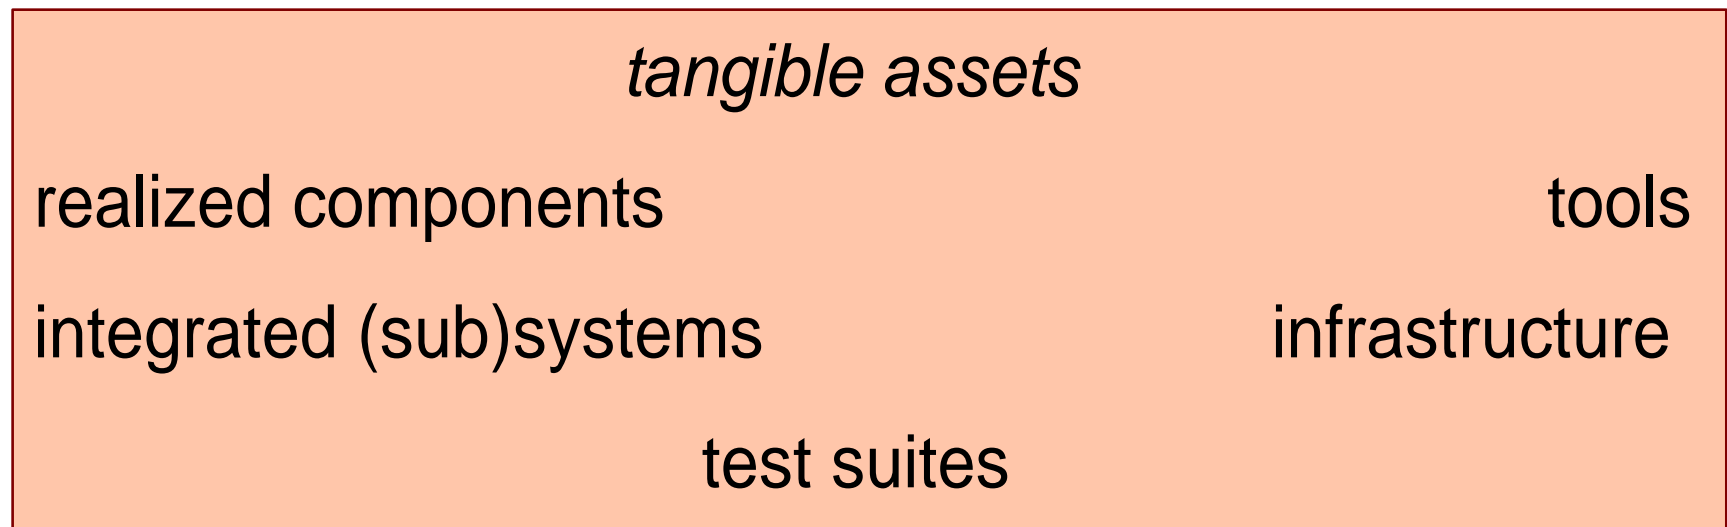 tangible assets
realized components tools
integrated (sub)systems infrastructure
test suites